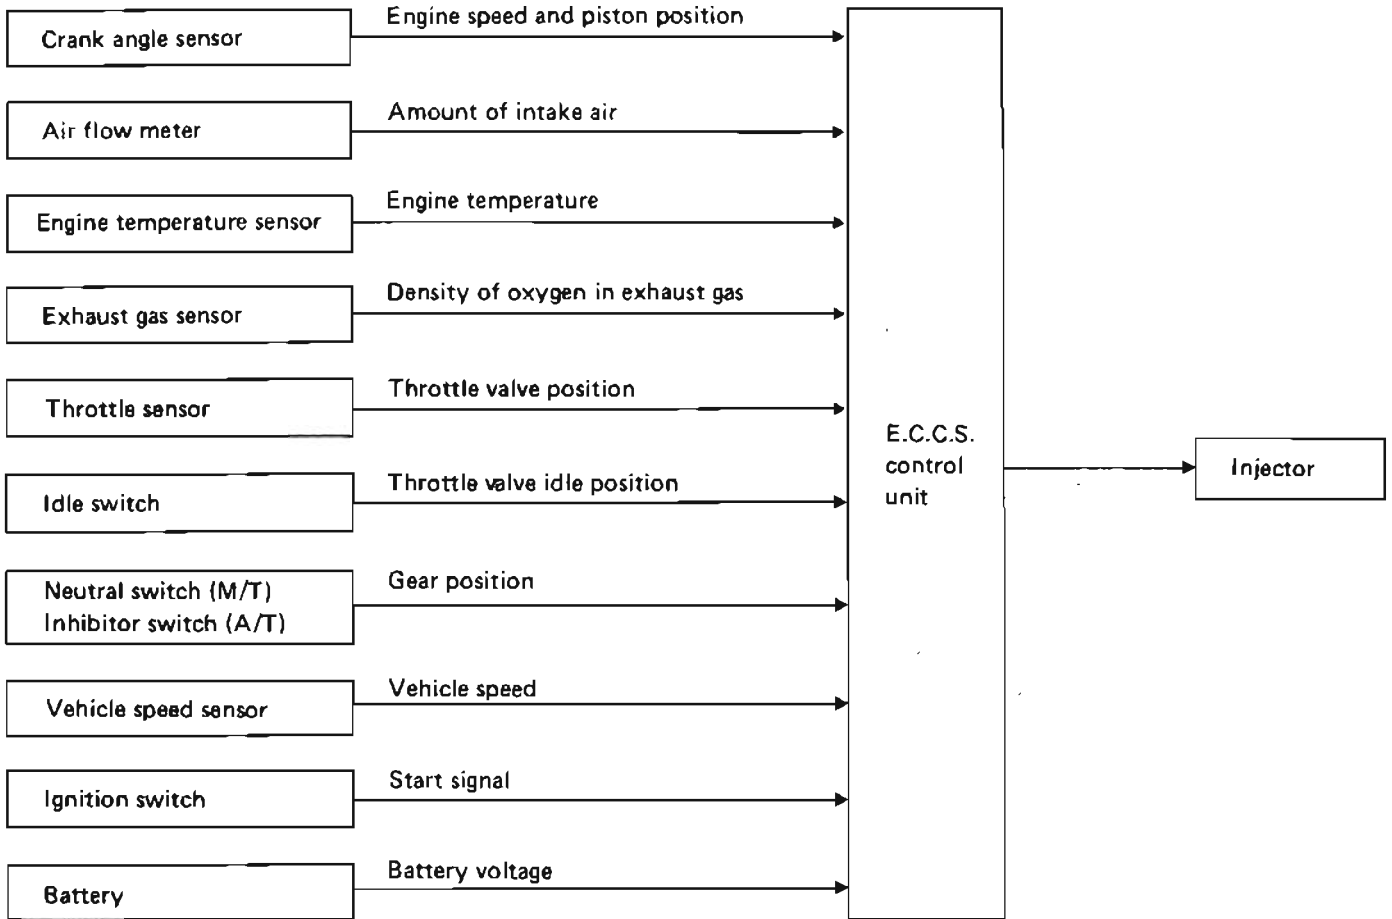 Crank angle sensor
Engine speed and piston position
Air flow meter
Amount of intake air
Engine temperature sensor
Engine temperature
Exhaust gas sensor
Density of oxygen in exhaust gas
Throttle sensor
Throttle valve position
Idle switch
Throttle valve idle position
Neutral switch (M/T)
Inhibitor switch (A/T)
Gear position
Vehicle speed sensor
Vehicle speed
Ignition switch
Start signal
Battery
Battery voltage
E.C.C.S.
control
unit
Injector